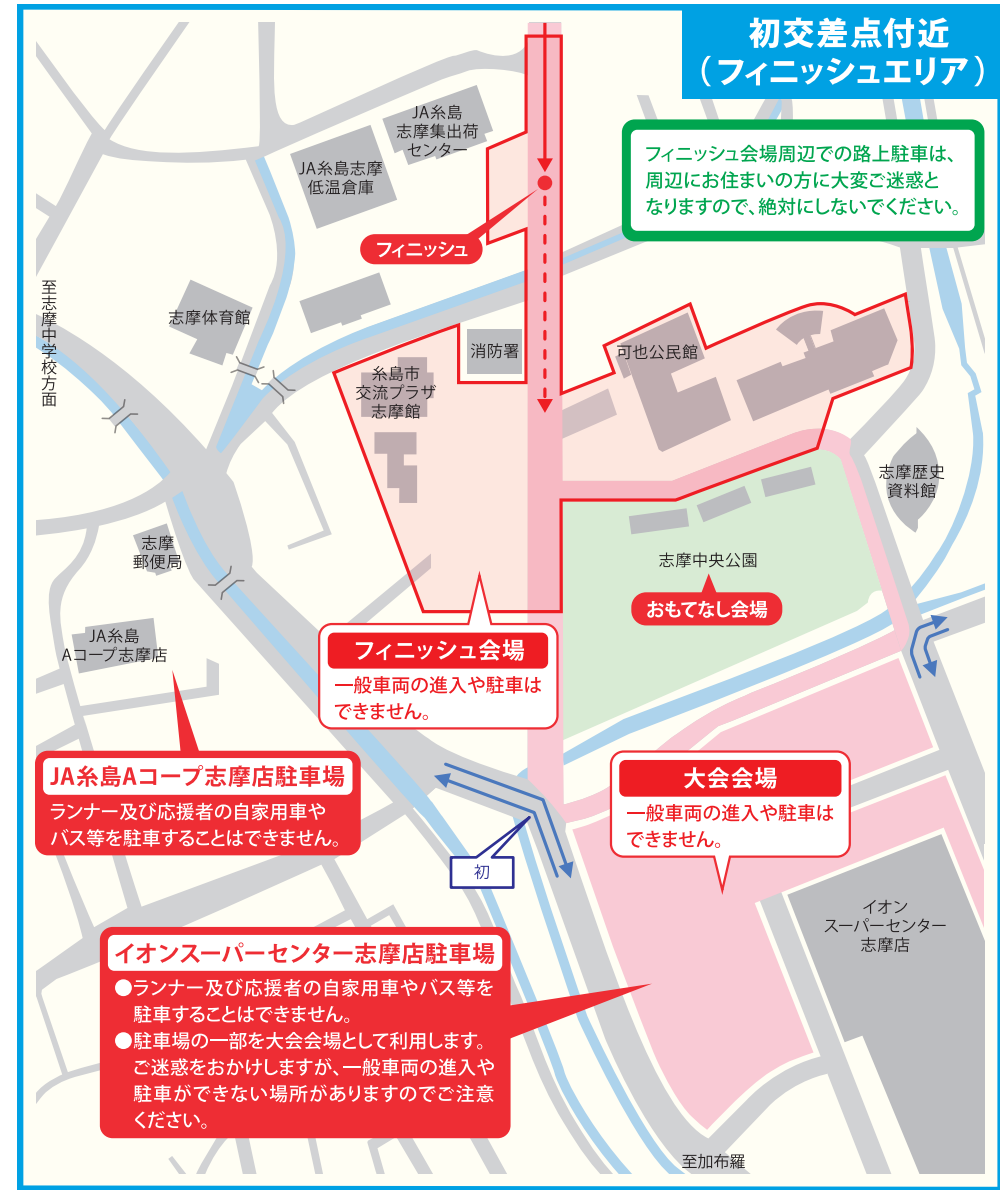 初交差点付近
（フィニッシュエリア）
フィニッシュ会場周辺での路上駐車は、
周辺にお住まいの方に大変ご迷惑と
なりますので、絶対にしないでください。
JA糸島
志摩集出荷
センター
JA糸島志摩
低温倉庫
フィニッシュ
至志摩中学校方面
志摩体育館
消防署
可也公民館
糸島市
交流プラザ
志摩館
志摩歴史
資料館
志摩
郵便局
志摩中央公園
おもてなし会場
JA糸島
Aコープ志摩店
フィニッシュ会場
一般車両の進入や駐車は
できません。
JA糸島Aコープ志摩店駐車場
ランナー及び応援者の自家用車や
バス等を駐車することはできません。
大会会場
一般車両の進入や駐車は
できません。
初
イオン
スーパーセンター
志摩店
イオンスーパーセンター志摩店駐車場
●ランナー及び応援者の自家用車やバス等を
駐車することはできません。
●駐車場の一部を大会会場として利用します。
ご迷惑をおかけしますが、一般車両の進入や
駐車ができない場所がありますのでご注意
ください。
至加布羅